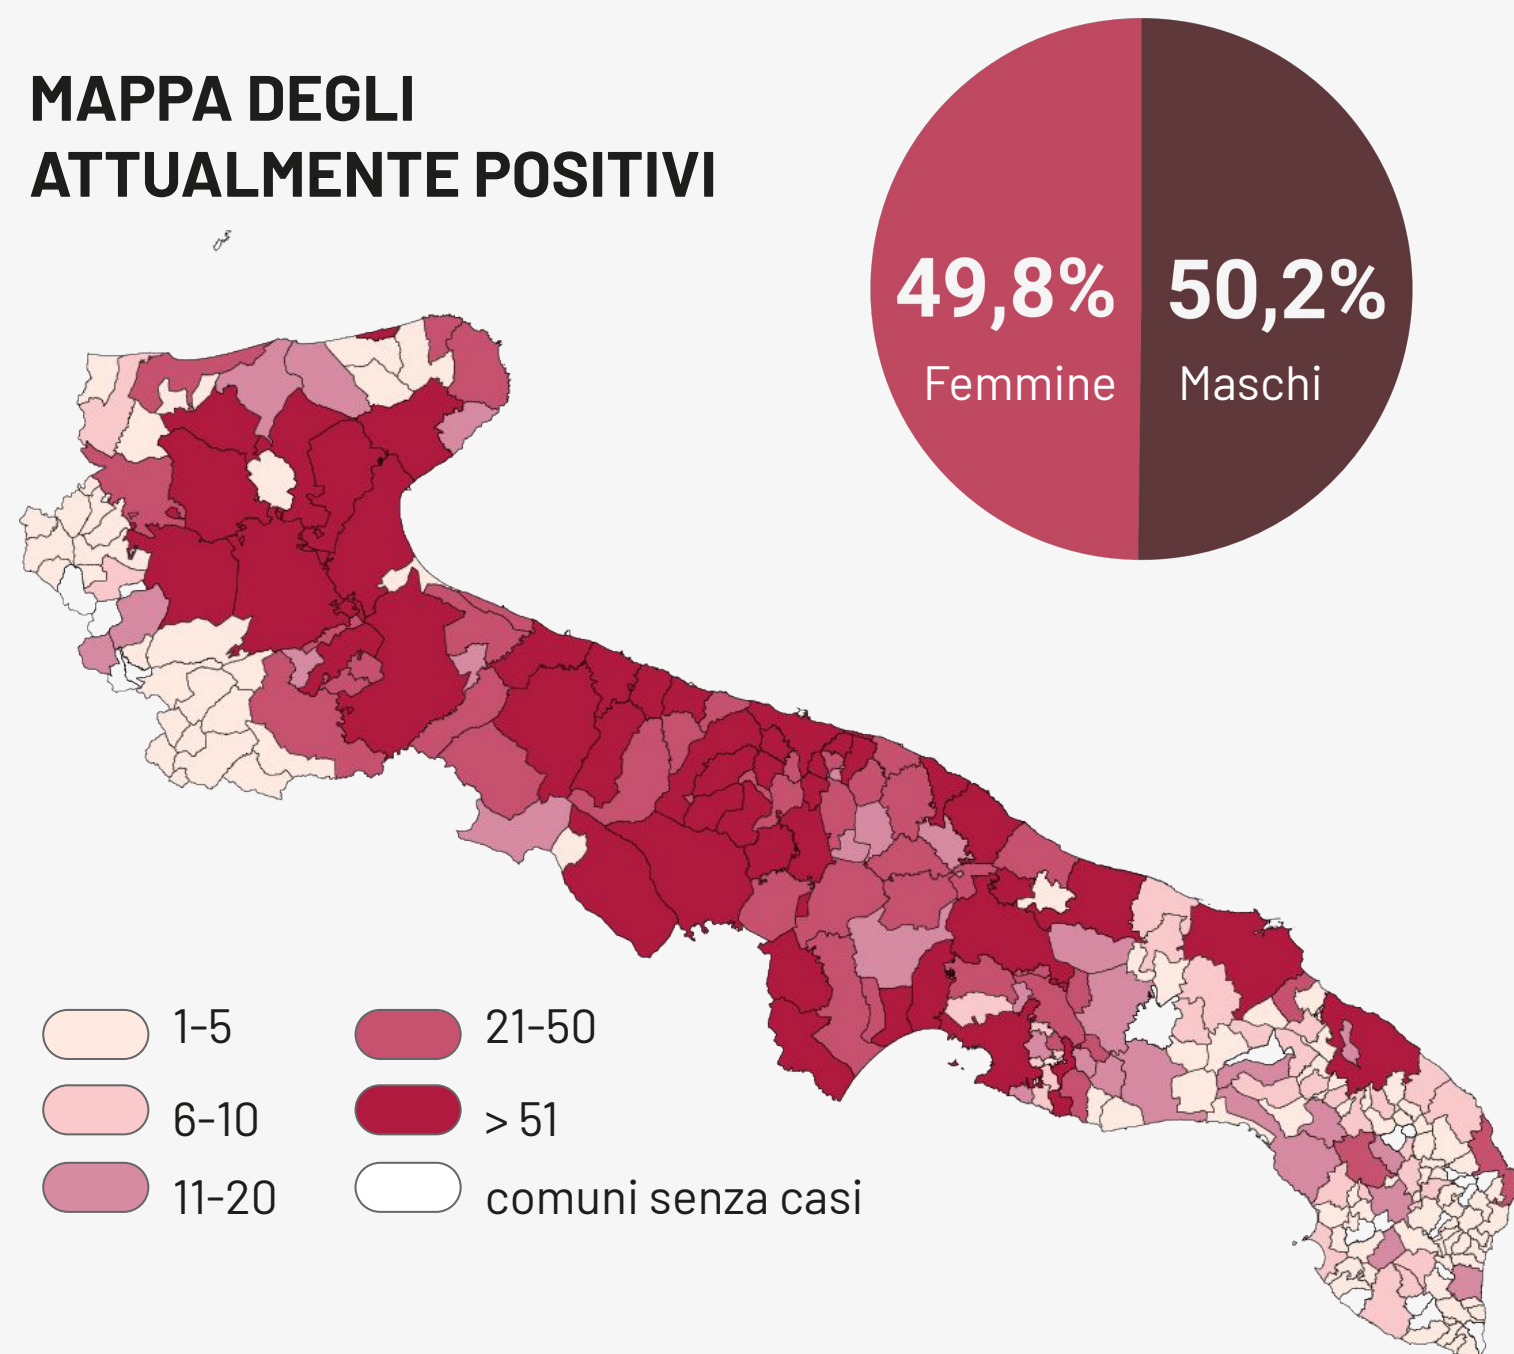 MAPPA DEGLI
ATTUALMENTE POSITIVI
49,8%
Femmine
50,2%
Maschi
1-5
6-10
11-20
21-50
> 51
comuni senza casi